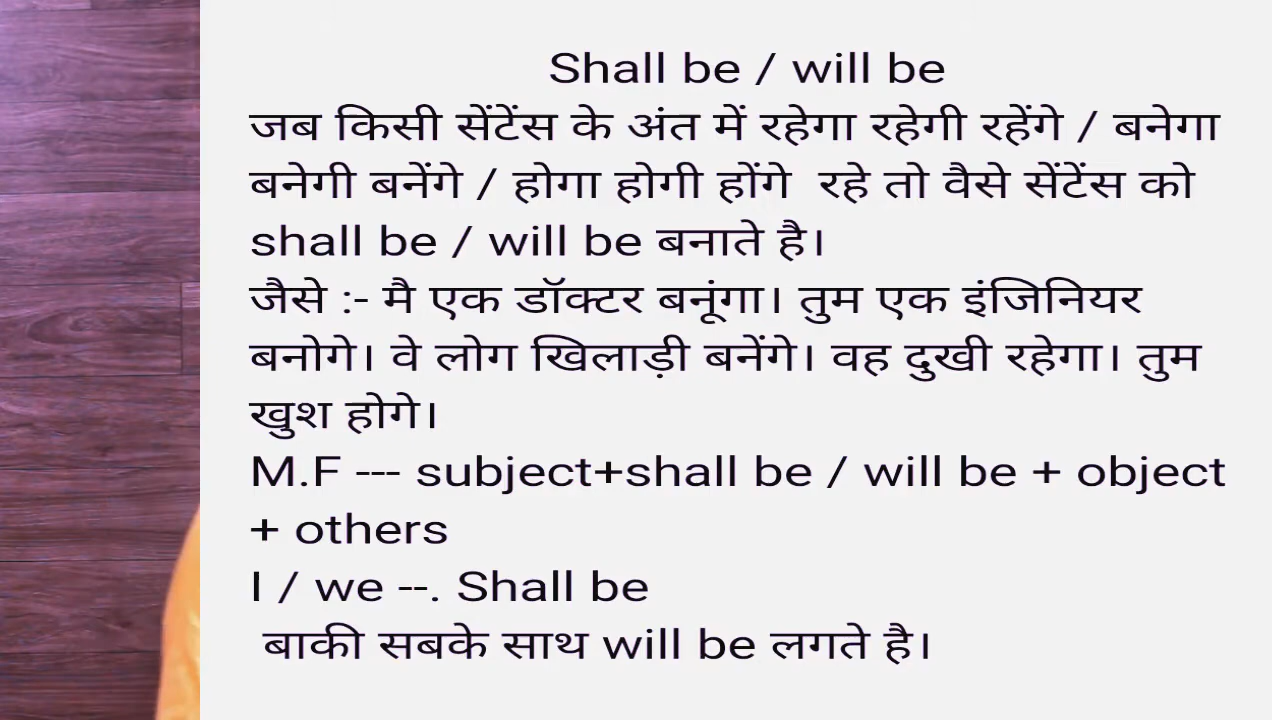 Shall be / will be
जब किसी सेंटेंस के अंत में रहेगा रहेगी रहेंगे / बनेगा
बनेगी बनेंगे / होगा होगी होंगे रहे तो वैसे सेंटेंस को
shall be / will be बनाते है।
जैसे :- मै एक डॉक्टर बनूंगा। तुम एक इंजिनियर
बनोगे। वे लोग खिलाड़ी बनेंगे। वह दुखी रहेगा। तुम
खुश होगे।
M.F --- subject+shall be / will be + object
+ others
I / we --. Shall be
बाकी सबके साथ will be लगते है।